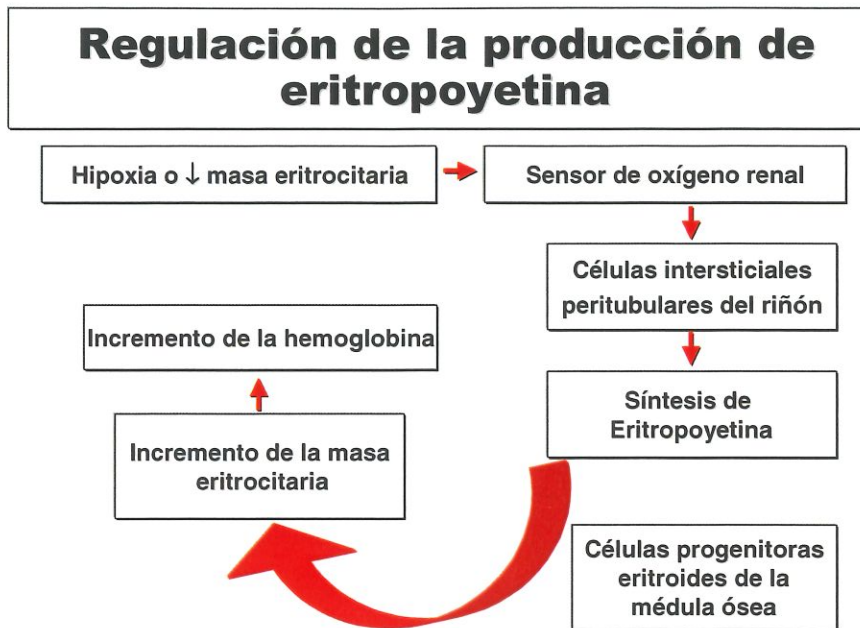 Regulación de la producción de
eritropoyetina
Hipoxia o ↓ masa eritrocitaria
Sensor de oxígeno renal
Células intersticiales
peritubulares del riñón
Síntesis de
Eritropoyetina
Células progenitoras
eritroides de la
médula ósea
Incremento de la masa
eritrocitaria
Incremento de la hemoglobina